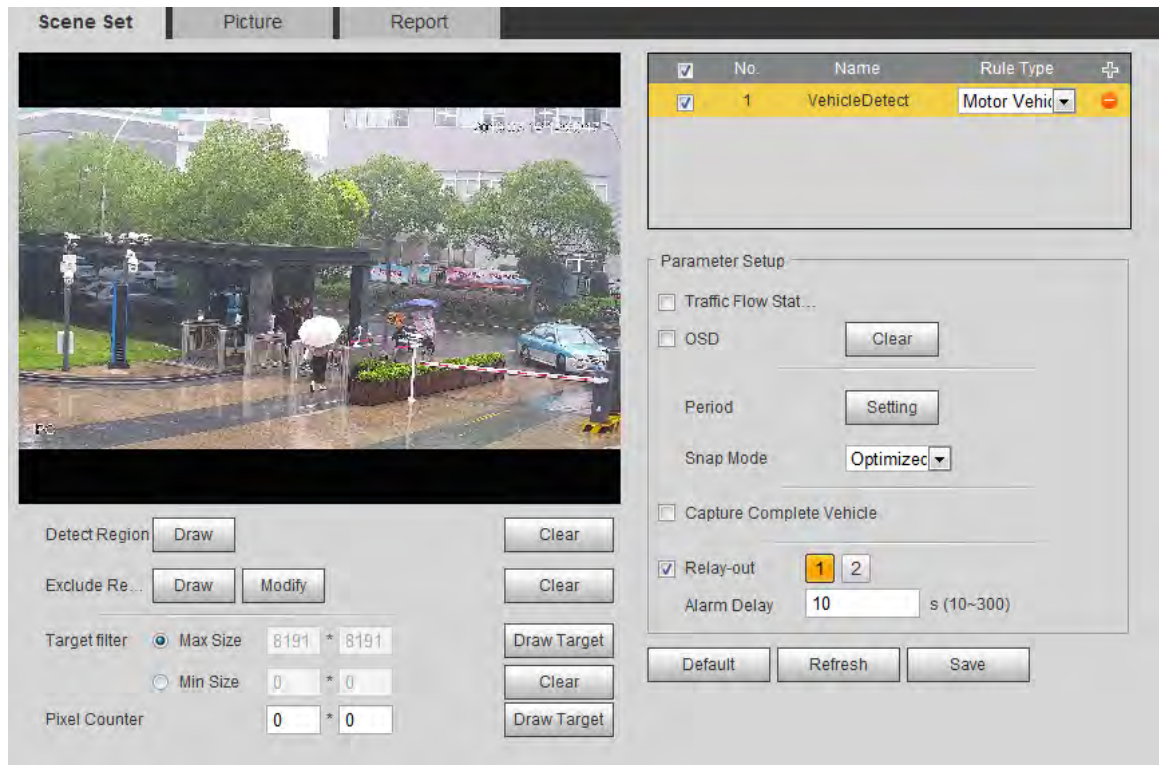 Scene Set Picture Report
No. Name Rule Type
1 VehicleDetect Motor Vehic
Parameter Setup
Traffic Flow Stat...
OSD Clear
Period Setting
Snap Mode Optimizec
Capture Complete Vehicle
Relay-out 1 2
Alarm Delay 10 s (10~300)
Default Refresh Save
Detect Region Draw Clear
Exclude Re... Draw Modify Clear
Target filter Max Size 8191 * 8191 Draw Target
Min Size 0 * 0 Clear
Pixel Counter 0 * 0 Draw Target